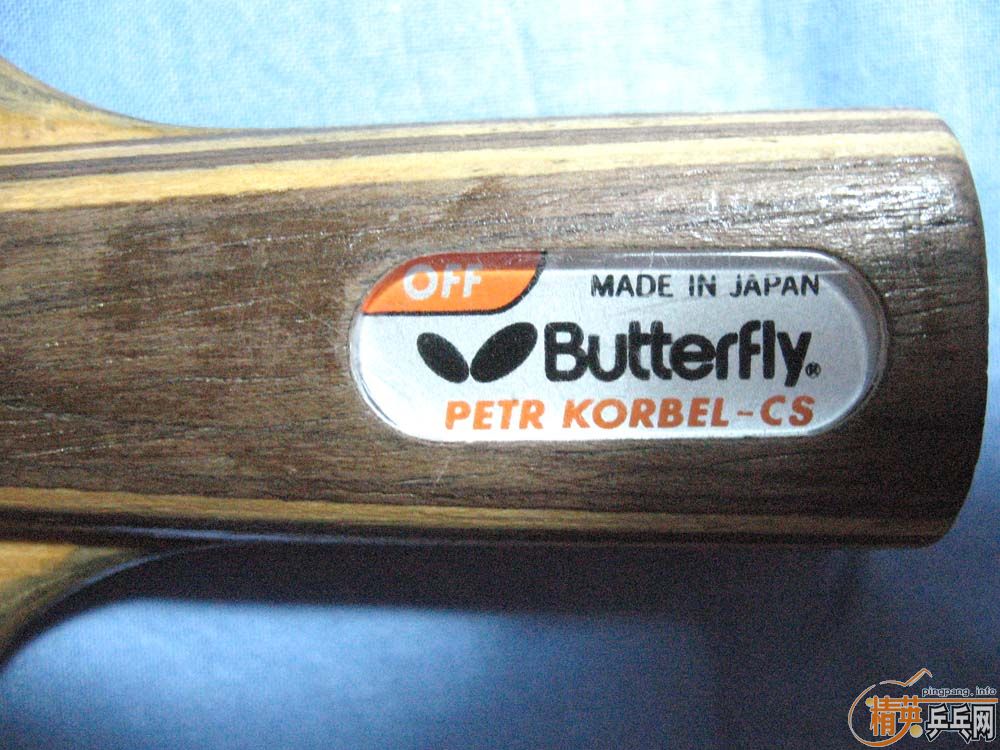 OFF
MADE IN JAPAN
Butterfly®
PETR KORBEL-CS
pingpang.info
精英乒乓网